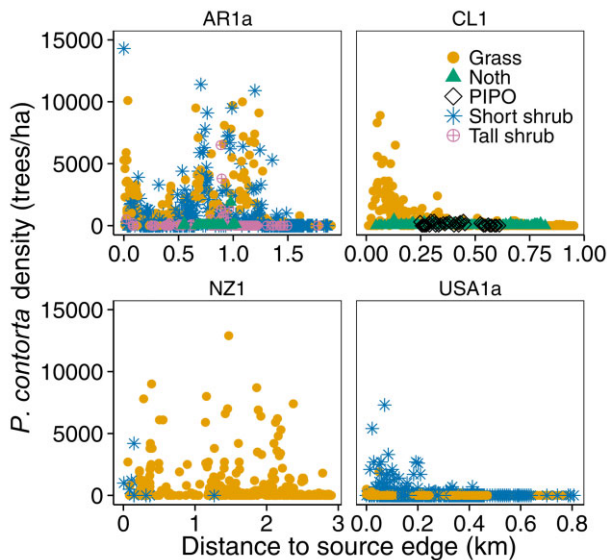 AR1a
CL1
15000
10000
5000
0
0.0 0.5 1.0 1.5
Grass
Noth
PIPO
Short shrub
Tall shrub
0.00 0.25 0.50 0.75 1.00
P. contorta density (trees/ha)
NZ1
USA1a
15000
10000
5000
0
0 1 2 3
0.0 0.2 0.4 0.6 0.8
Distance to source edge (km)